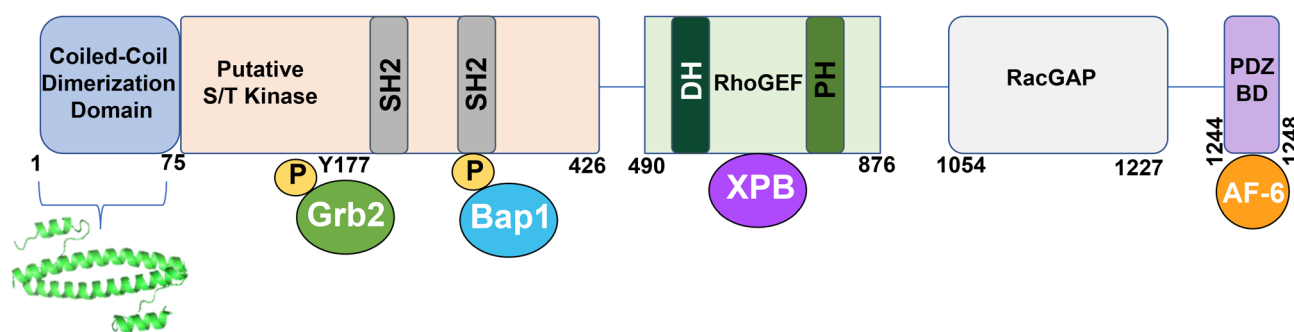 Coiled-Coil
Dimerization
Domain
Putative
S/T Kinase
SH2
SH2
DH
RhoGEF
PH
RacGAP
PDZ
BD
1
75
P
Y177
P
426
490
876
1054
1227
1244
1248
Grb2
Bap1
XPB
AF-6